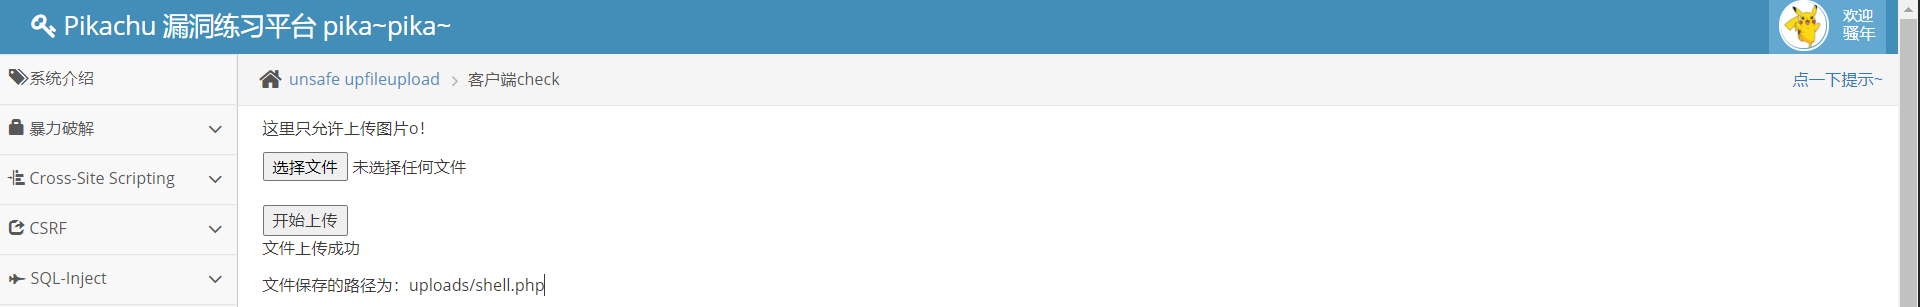 Pikachu 漏洞练习平台 pika~pika~
欢迎
骚年
系统介绍
暴力破解
Cross-Site Scripting
CSRF
SQL-Inject
unsafe upfileupload > 客户端check
点一下提示~
这里只允许上传图片o!
选择文件 未选择任何文件
开始上传
文件上传成功
文件保存的路径为：uploads/shell.php